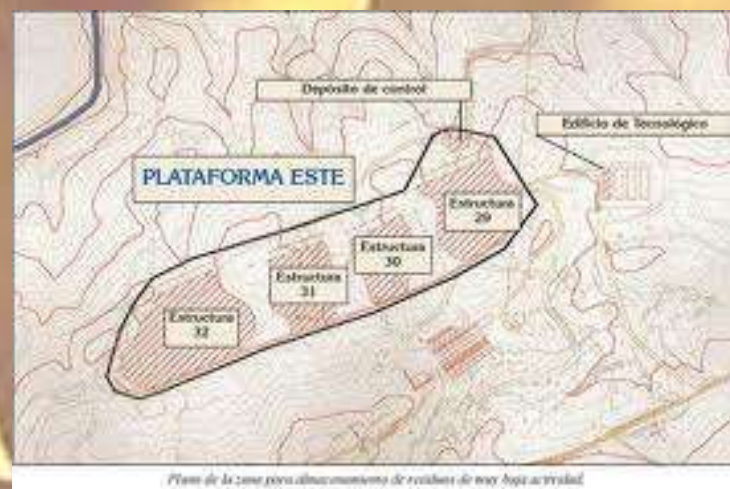 Depósito de control
Edificio de Tecnológico
PLATAFORMA ESTE
Estructura
29
Estructura
30
Estructura
31
Estructura
32
Plano de la zona para almacenamiento de residuos de muy baja actividad.